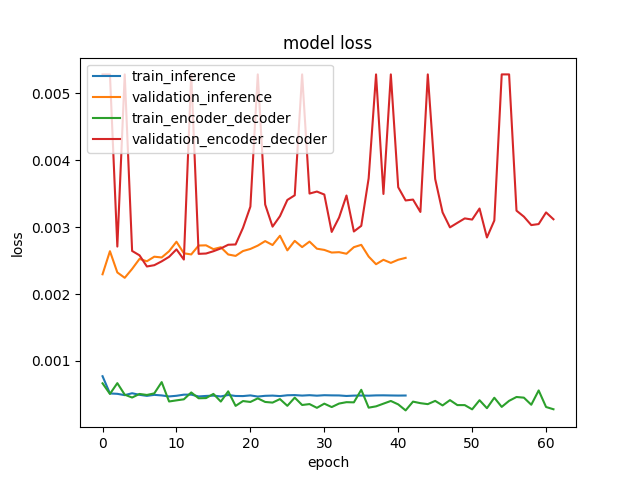 model loss
train_inference
validation_inference
train_encoder_decoder
validation_encoder_decoder
0.005
0.004
0.003
0.002
0.001
loss
0 10 20 30 40 50 60
epoch